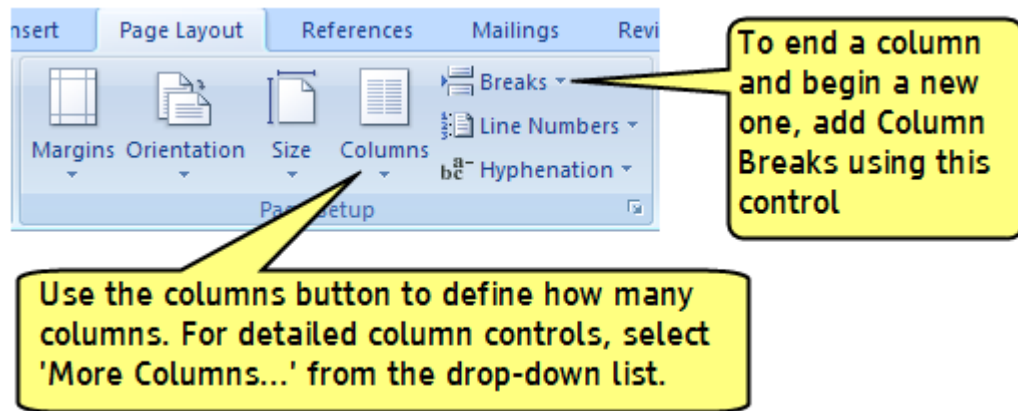 nsert Page Layout References Mailings Revi
Breaks
Line Numbers
Hyphenation
Margins Orientation Size Columns
To end a column
and begin a new
one, add Column
Breaks using this
control
Use the columns button to define how many
columns. For detailed column controls, select
'More Columns...' from the drop-down list.